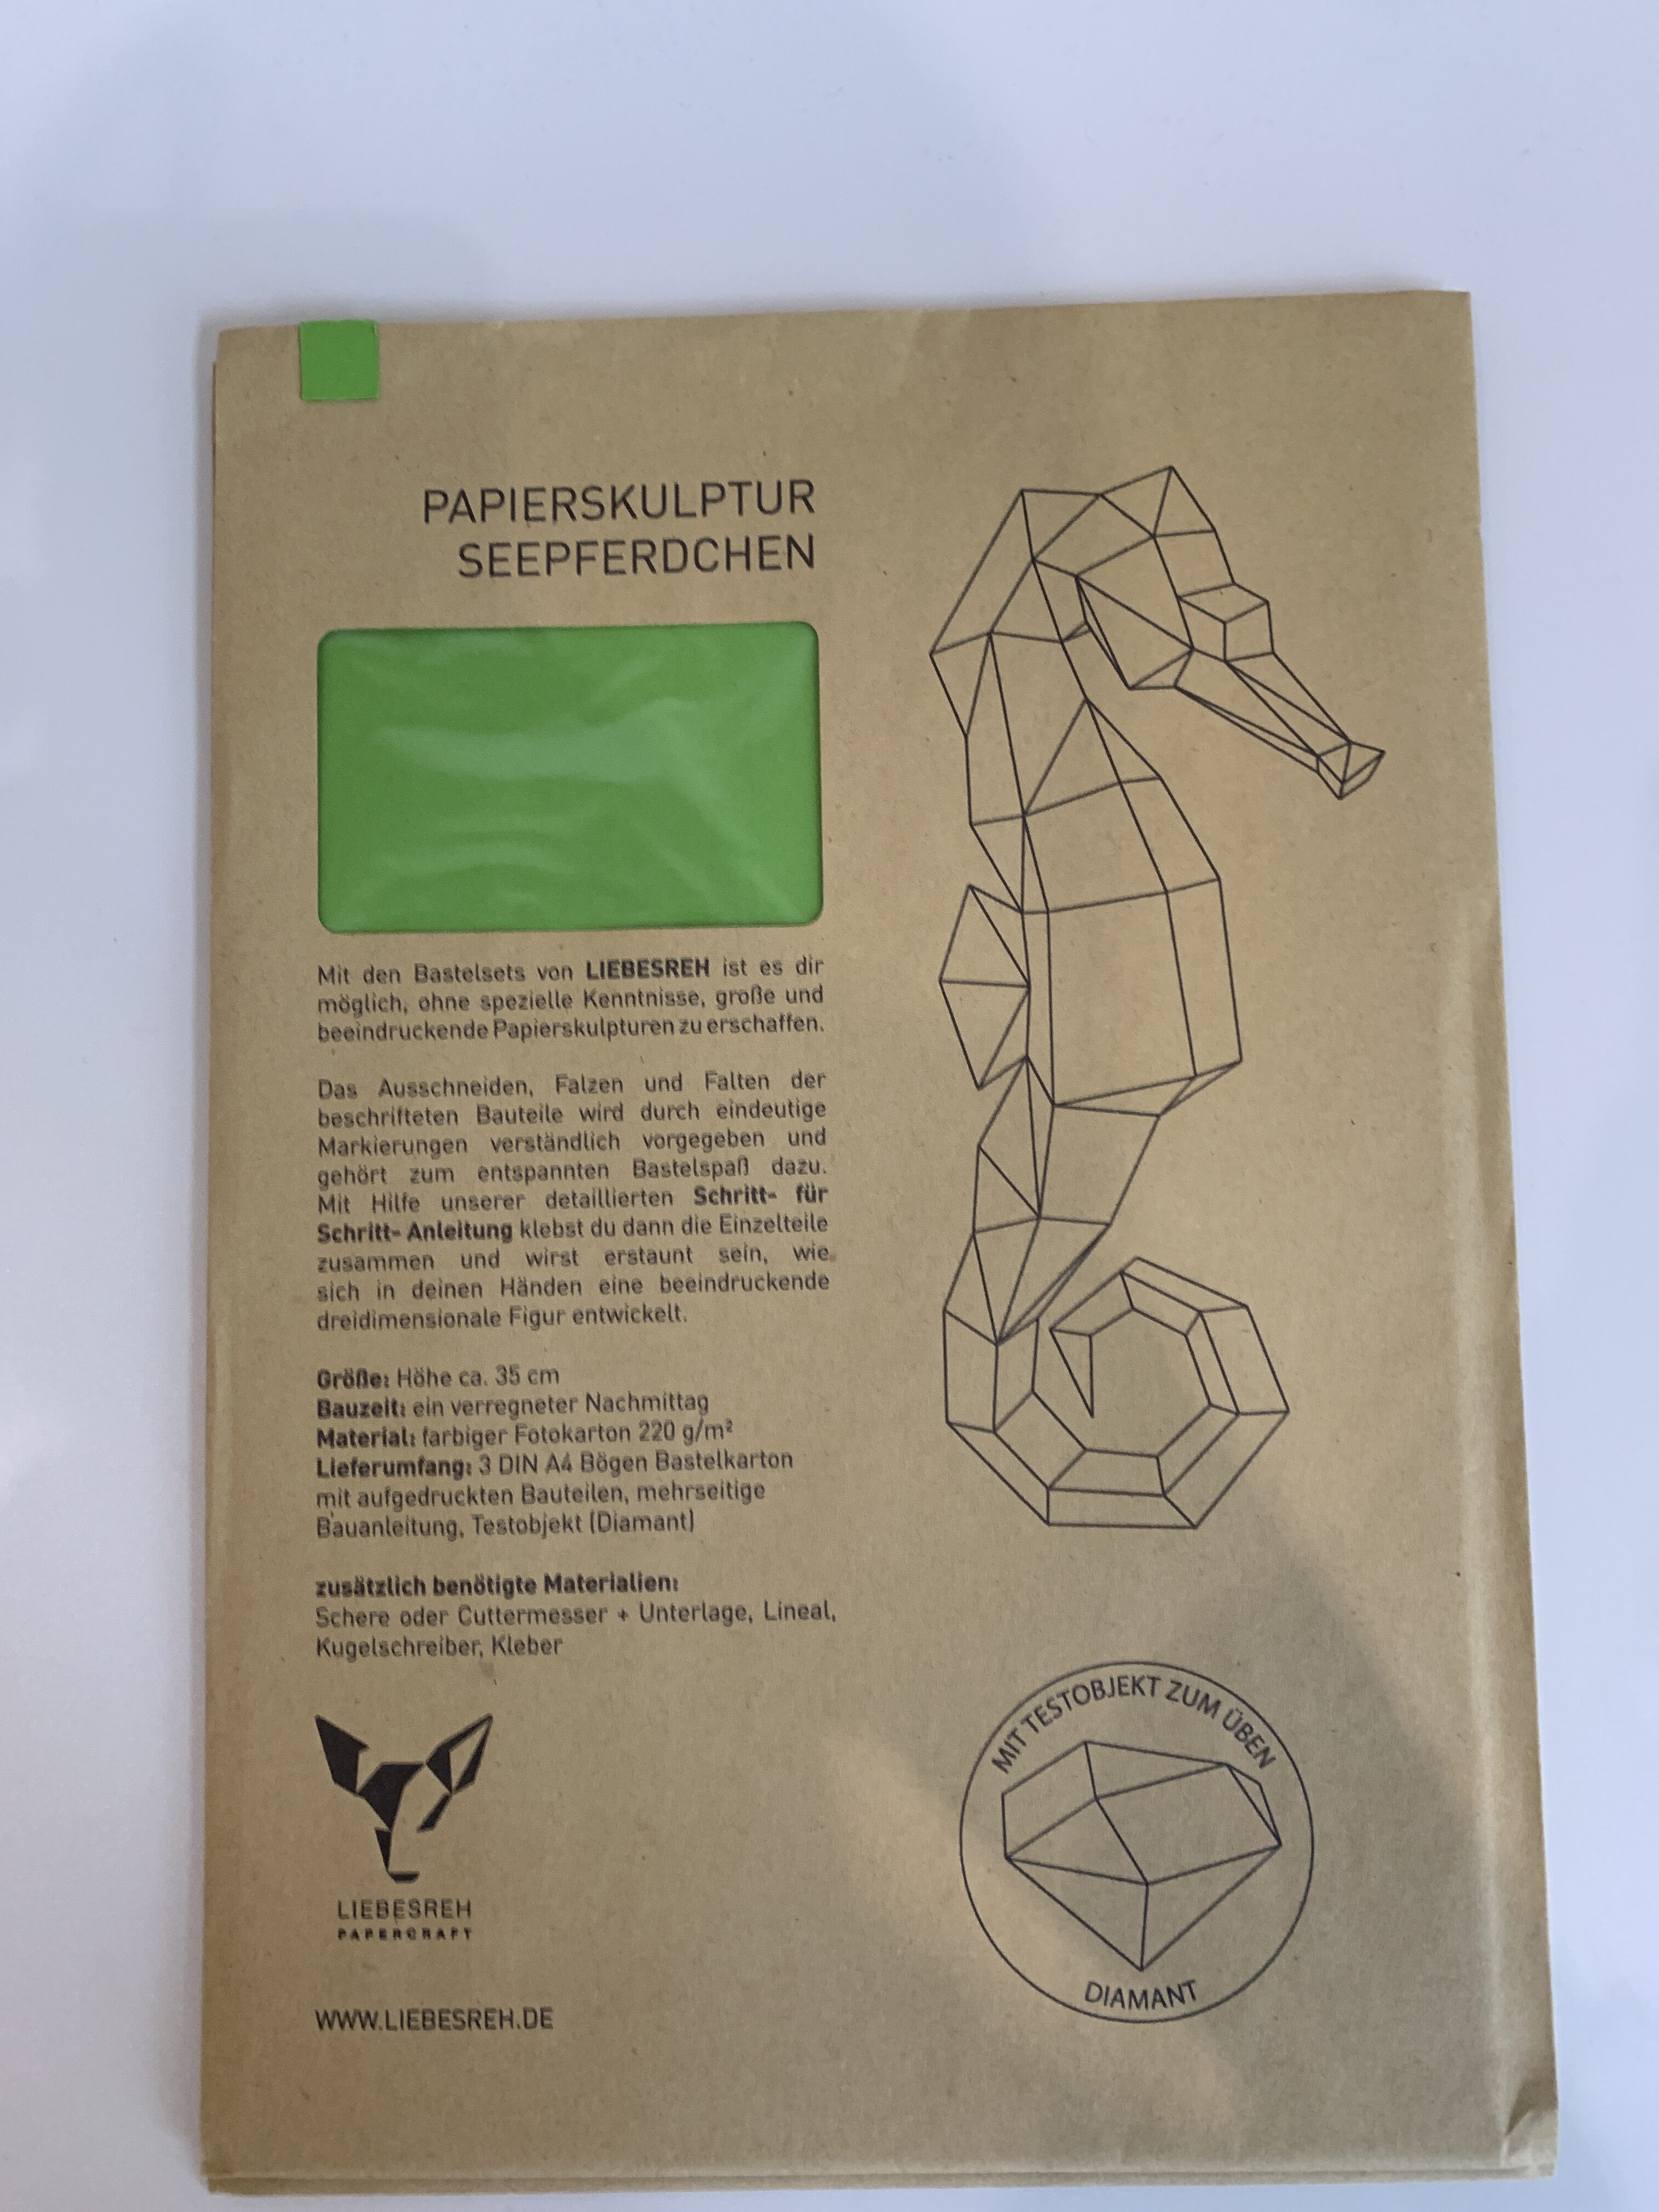 PAPIERSKULPTUR
SEEPFERDCHEN
Mit den Bastelsets von LIEBESREH ist es dir
möglich, ohne spezielle Kenntnisse, große und
beeindruckende Papierskulpturen zu erschaffen.
Das Ausschneiden, Falzen und Falten der
beschrifteten Bauteile wird durch eindeutige
Markierungen verständlich vorgegeben und
gehört zum entspannten Bastelspaß dazu.
Mit Hilfe unserer detaillierten Schritt- für
Schritt- Anleitung klebst du dann die Einzelteile
zusammen und wirst erstaunt sein, wie
sich in deinen Händen eine beeindruckende
dreidimensionale Figur entwickelt.
Größe: Höhe ca. 35 cm
Bauzeit: ein verregneter Nachmittag
Material: farbiger Fotokarton 220 g/m²
Lieferumfang: 3 DIN A4 Bögen Bastelkarton
mit aufgedruckten Bauteilen, mehrseitige
Bauanleitung, Testobjekt (Diamant)
zusätzlich benötigte Materialien:
Schere oder Cuttermesser + Unterlage, Lineal,
Kugelschreiber, Kleber
LIEBESREH
PAPERCRAFT
WWW.LIEBESREH.DE
MIT TESTOBJEKT ZUM ÜBEN
DIAMANT